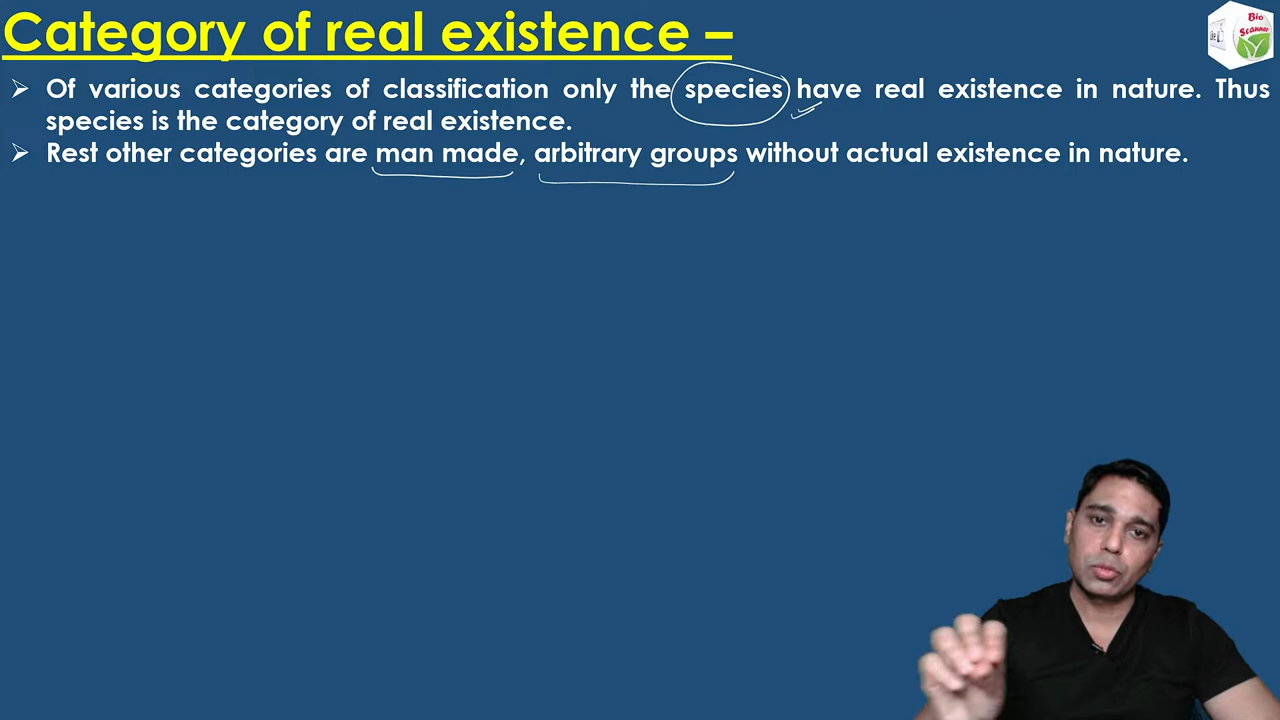 Category of real existence –
Bio
Scanner
Like
➢ Of various categories of classification only the species have real existence in nature. Thus
species is the category of real existence.
➢ Rest other categories are man made, arbitrary groups without actual existence in nature.